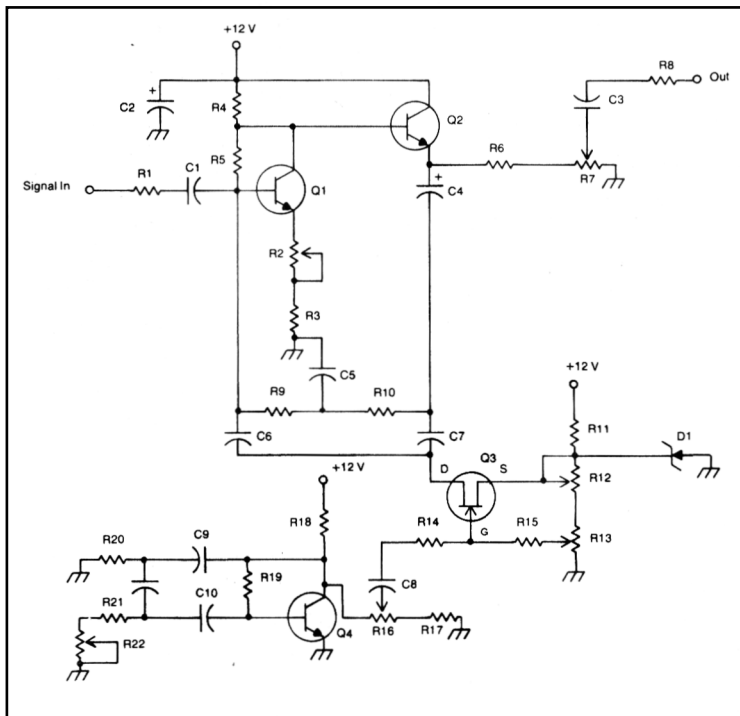 +12 V
R8
Out
C2
+
R4
C3
Q2
R5
R6
R7
Signal In
R1
C1
Q1
+
C4
R2
R3
C5
+12 V
R9
R10
R11
C6
C7
D1
Q3
D
S
R12
+12 V
R18
R14
G
R15
R13
R20
C9
R19
C8
R21
C10
Q4
R16
R17
R22